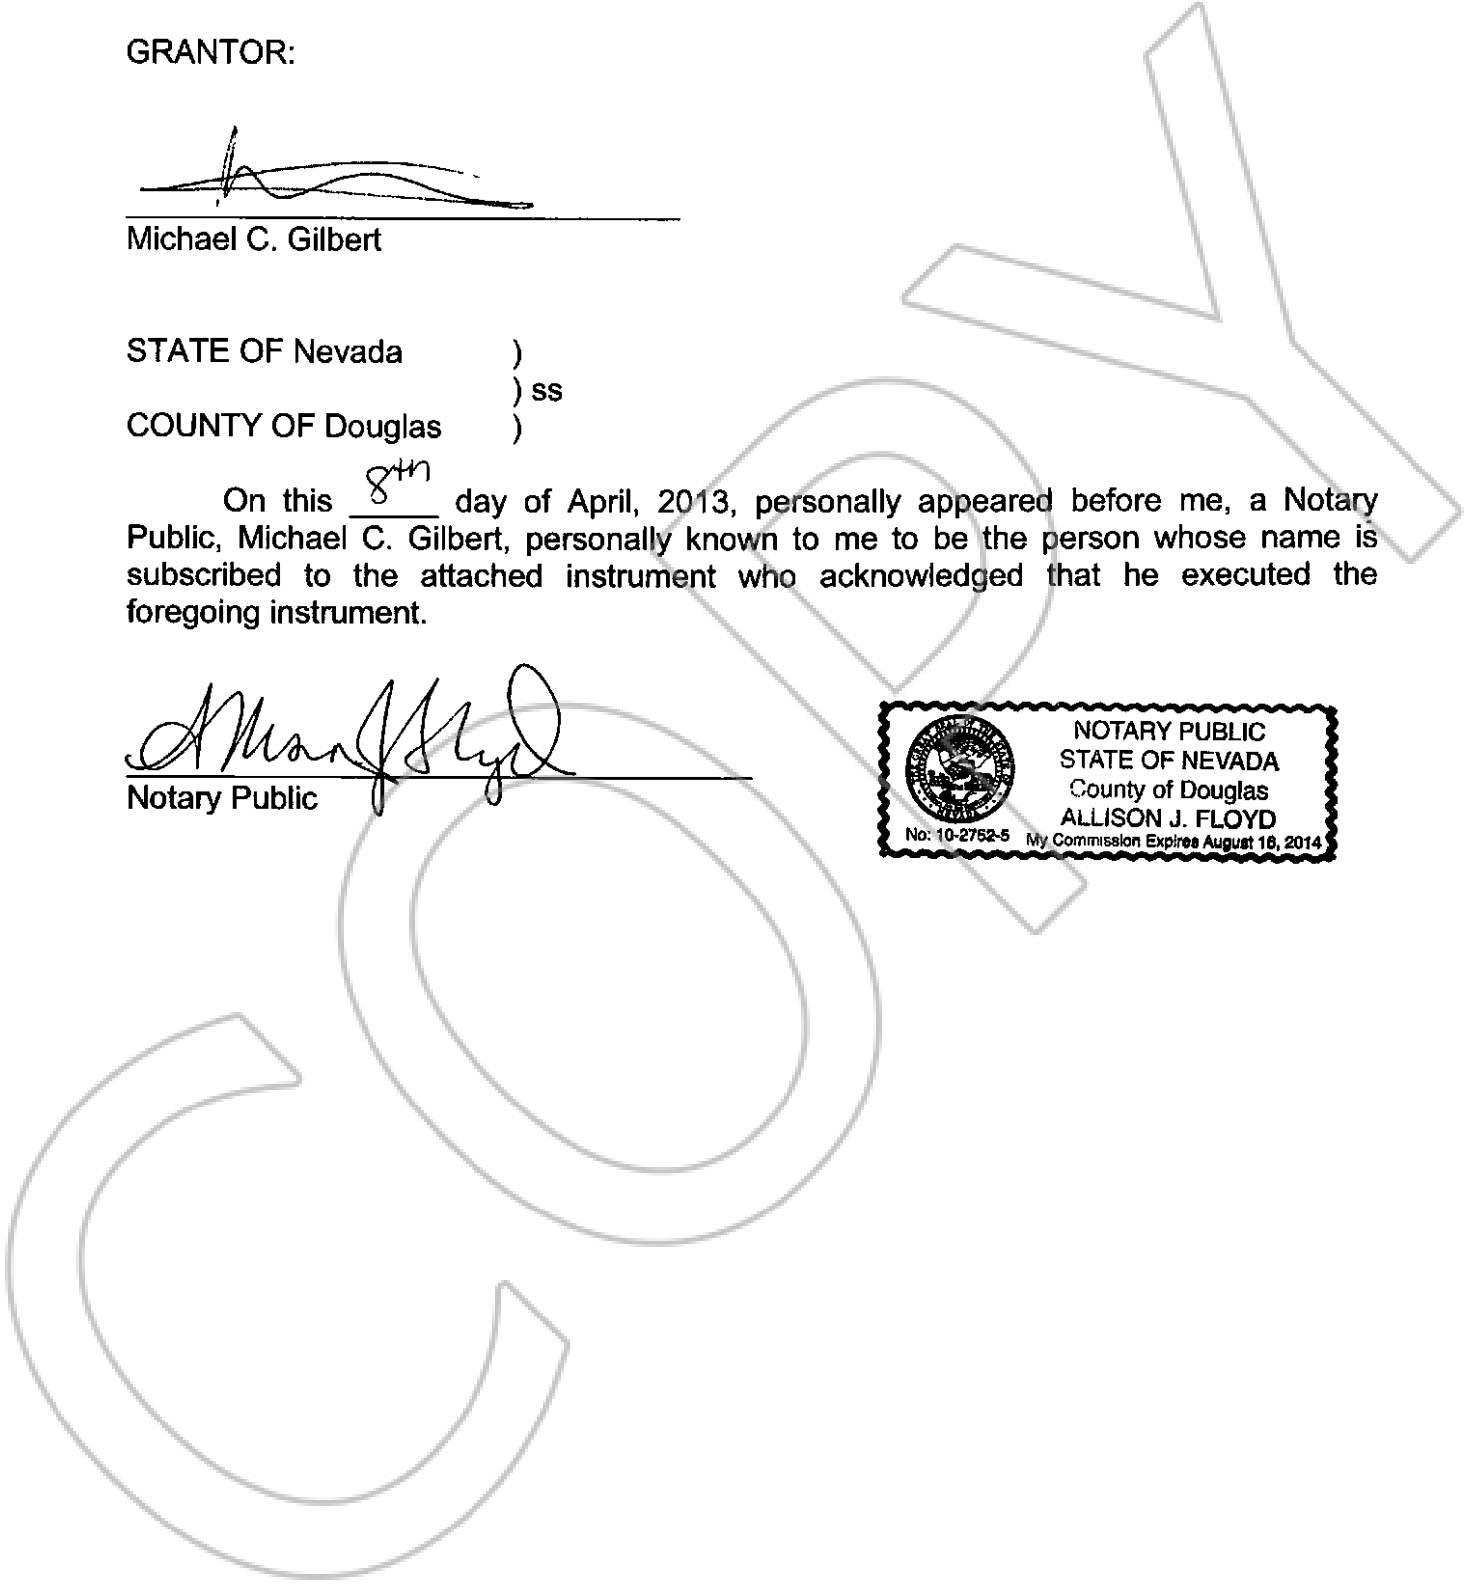 GRANTOR:
Michael C. Gilbert
STATE OF Nevada )
) ss
COUNTY OF Douglas )
On this 8th day of April, 2013, personally appeared before me, a Notary
Public, Michael C. Gilbert, personally known to me to be the person whose name is
subscribed to the attached instrument who acknowledged that he executed the
foregoing instrument.
Allison J Floyd
Notary Public
NOTARY PUBLIC
STATE OF NEVADA
County of Douglas
ALLISON J. FLOYD
No: 10-2752-5 My Commission Expires August 16, 2014
COPY